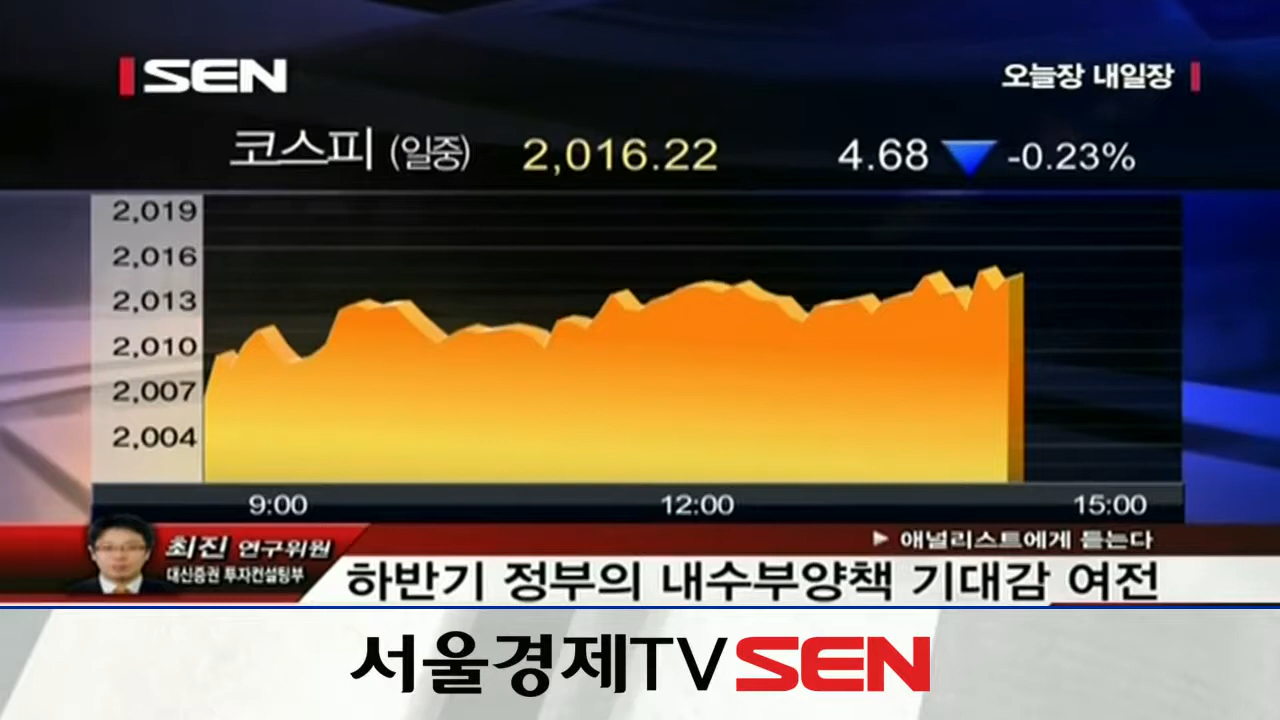 SEN
오늘장 내일장
코스피 (일중) 2,016.22 4.68 ▼ -0.23%
2,019
2,016
2,013
2,010
2,007
2,004
9:00 12:00 15:00
최진 연구위원
대신증권 투자컨설팅부
▶ 애널리스트에게 듣는다
하반기 정부의 내수부양책 기대감 여전
서울경제TV SEN